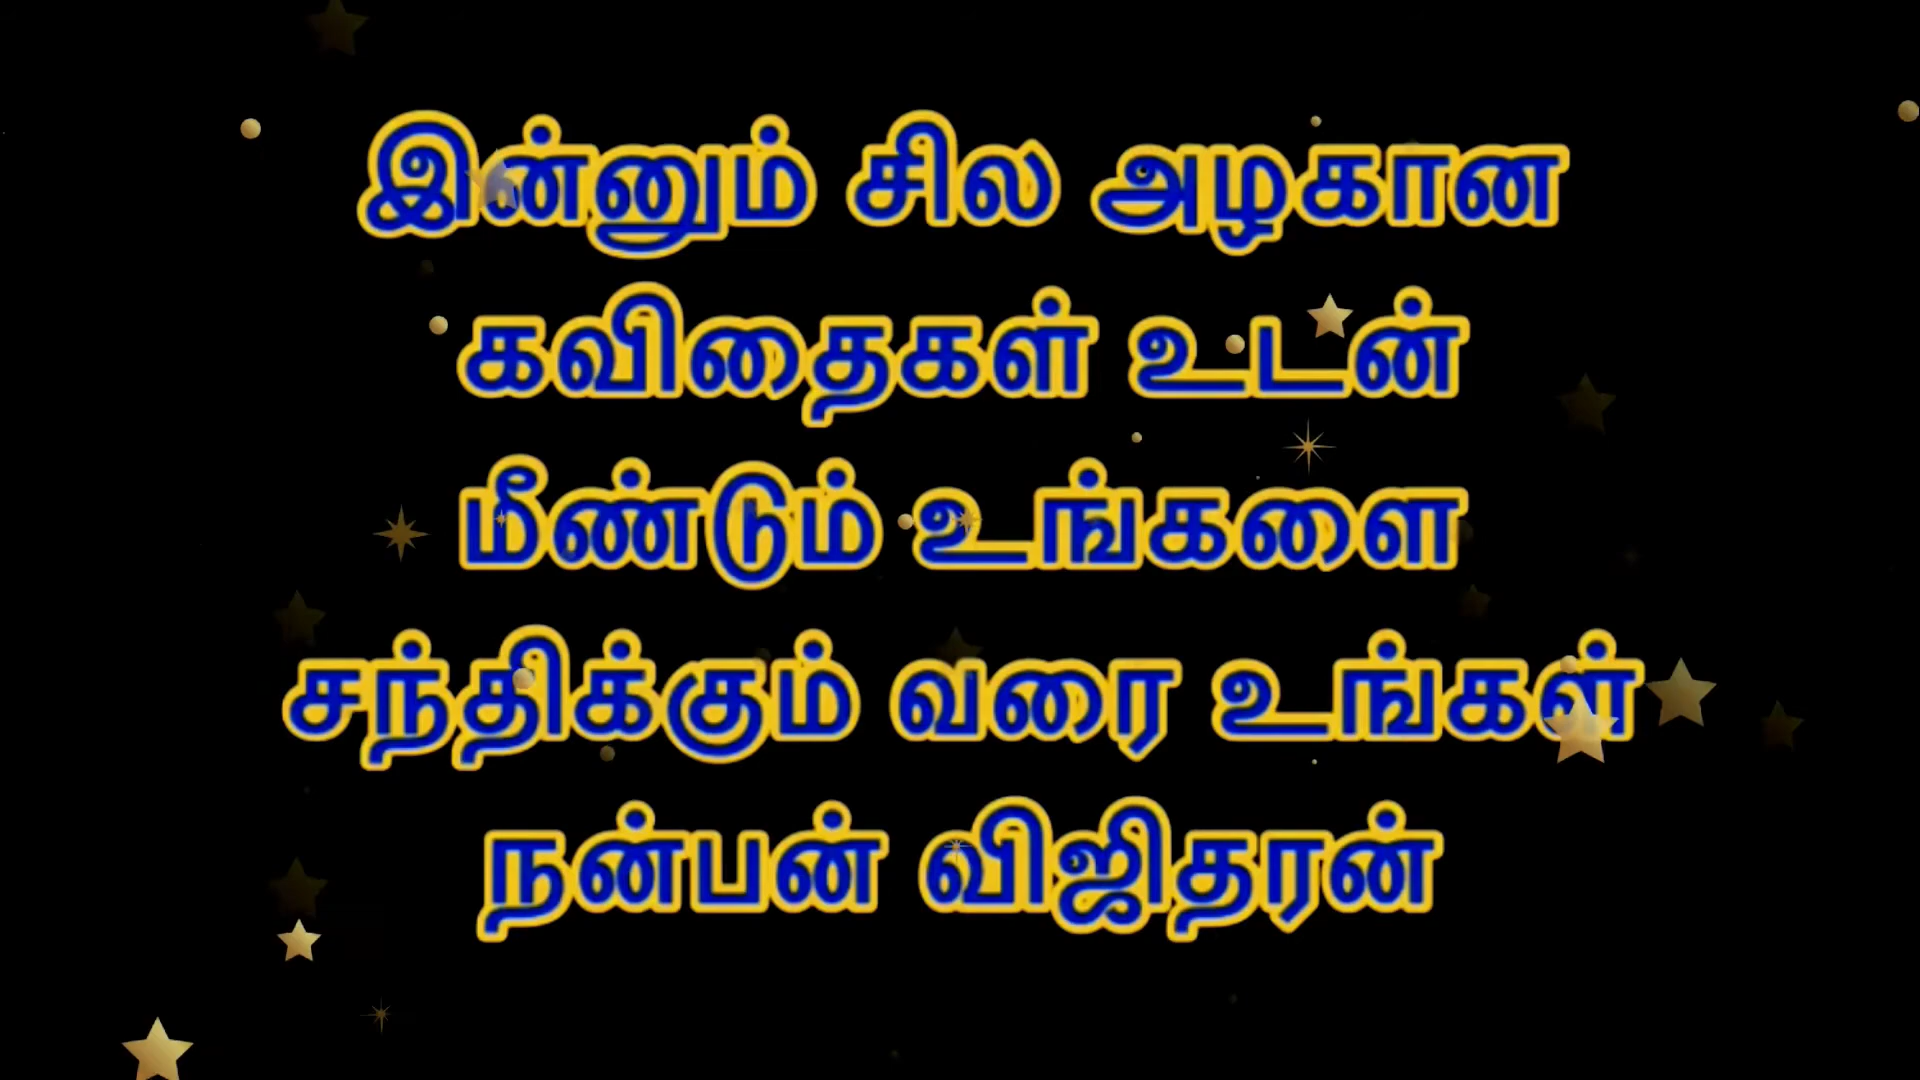 இன்னும் சில அழகான
கவிதைகள் உடன்
மீண்டும் உங்களை
சந்திக்கும் வரை உங்கள்
நன்பன் விஜிதரன்